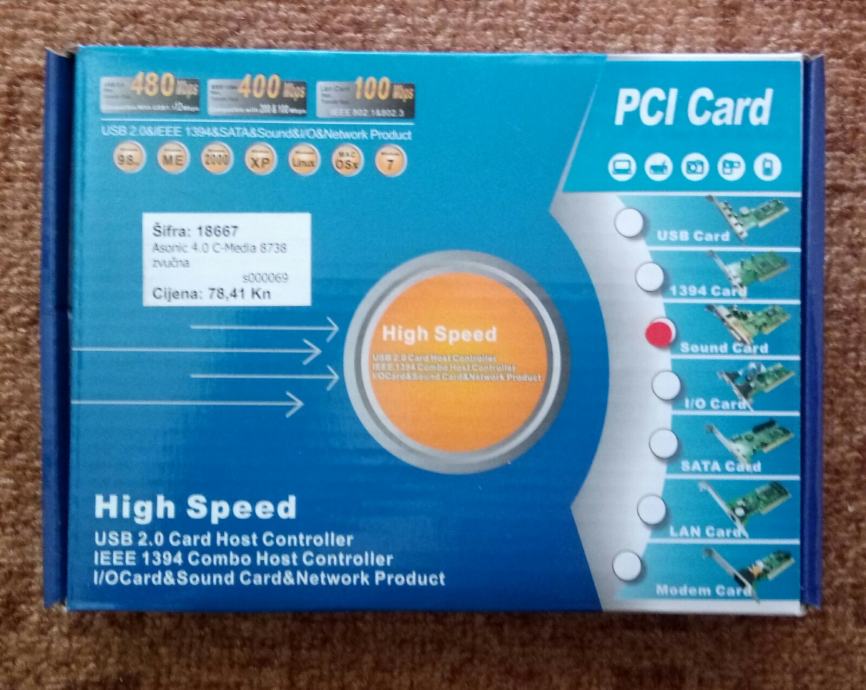 480 Mbps
400 Mbps
100 Mbps
IEEE 802.1&802.3
USB 2.0&IEEE 1394&SATA&Sound&I/O&Network Product
98
ME
2000
XP
Linux
MAC
OSx
7
PCI Card
Šifra: 18667
Asonic 4.0 C-Media 8738
zvučna
s000069
Cijena: 78,41 Kn
High Speed
USB 2.0 Card Host Controller
IEEE 1394 Combo Host Controller
I/OCard&Sound Card&Network Product
USB Card
1394 Card
Sound Card
I/O Card
SATA Card
LAN Card
Modem Card
High Speed
USB 2.0 Card Host Controller
IEEE 1394 Combo Host Controller
I/OCard&Sound Card&Network Product